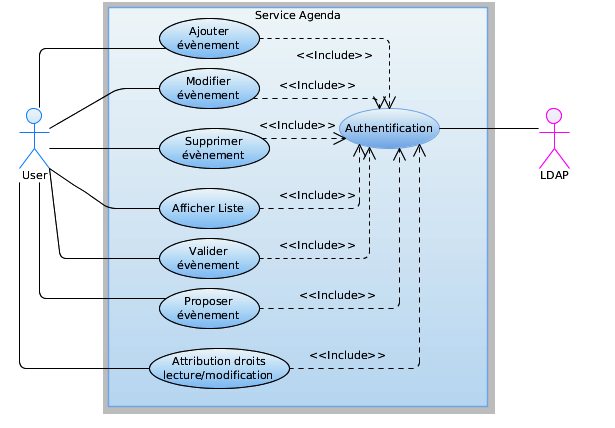 Service Agenda
Ajouter
évènement
<<Include>>
Modifier
évènement
<<Include>>
Supprimer
évènement
<<Include>>
Authentification
User
LDAP
Afficher Liste
<<Include>>
Valider
évènement
<<Include>>
Proposer
évènement
<<Include>>
Attribution droits
lecture/modification
<<Include>>